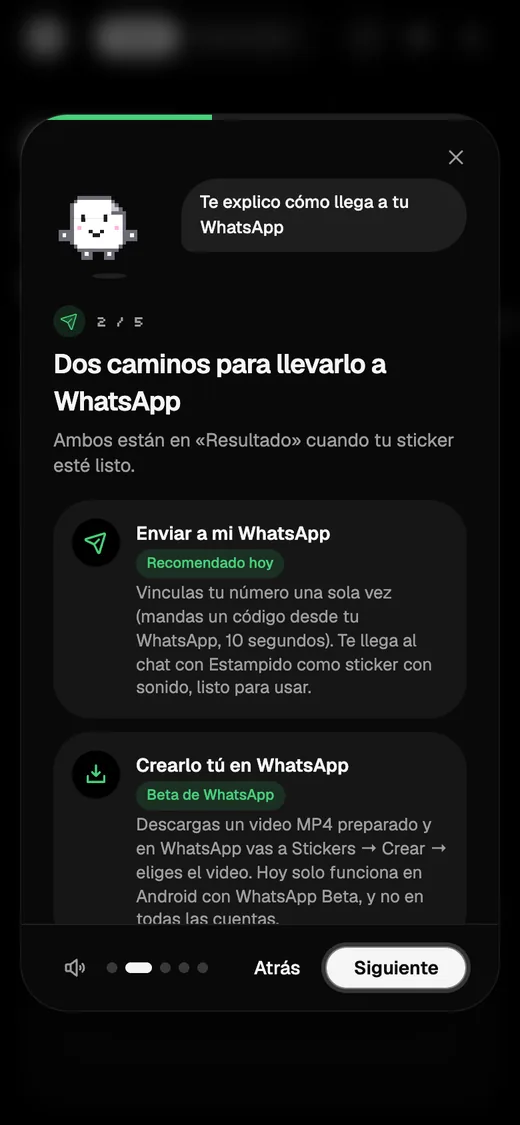 Te explico cómo llega a tu
WhatsApp
2 / 5
Dos caminos para llevarlo a
WhatsApp
Ambos están en «Resultado» cuando tu sticker
esté listo.
Enviar a mi WhatsApp
Recomendado hoy
Vinculas tu número una sola vez
(mandas un código desde tu
WhatsApp, 10 segundos). Te llega al
chat con Estampido como sticker con
sonido, listo para usar.
Crearlo tú en WhatsApp
Beta de WhatsApp
Descargas un video MP4 preparado y
en WhatsApp vas a Stickers → Crear →
eliges el video. Hoy solo funciona en
Android con WhatsApp Beta, y no en
todas las cuentas.
Atrás
Siguiente